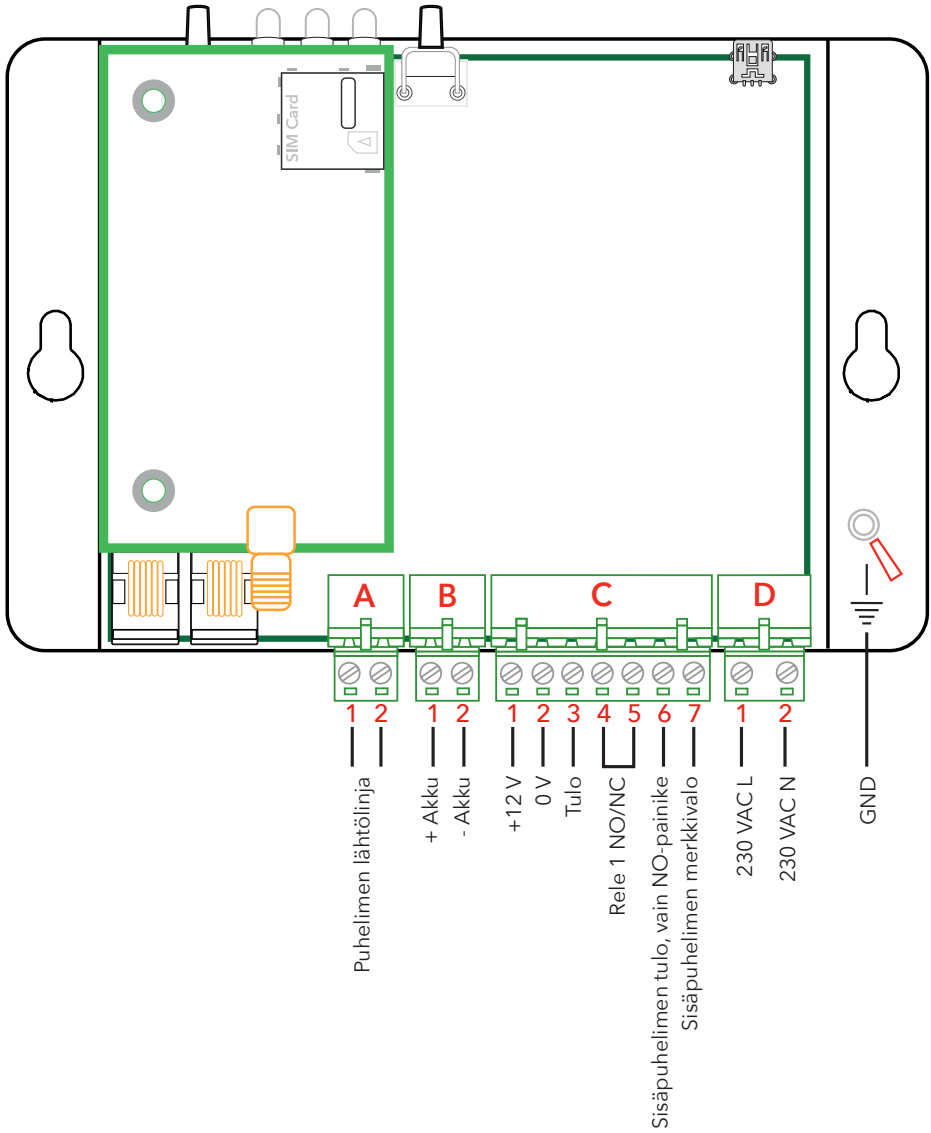 SIM Card
A
B
C
D
1 2
1 2
1 2 3 4 5 6 7
1 2
Puhelimen lähtölinja
+ Akku
- Akku
+12 V
0 V
Tulo
Rele 1 NO/NC
Sisäpuhelimen tulo, vain NO-painike
Sisäpuhelimen merkkivalo
230 VAC L
230 VAC N
GND